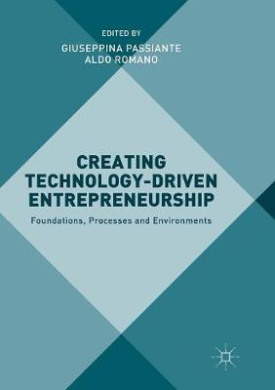 EDITED BY
GIUSEPPINA PASSIANTE
ALDO ROMANO
CREATING
TECHNOLOGY-DRIVEN
ENTREPRENEURSHIP
Foundations, Processes and Environments